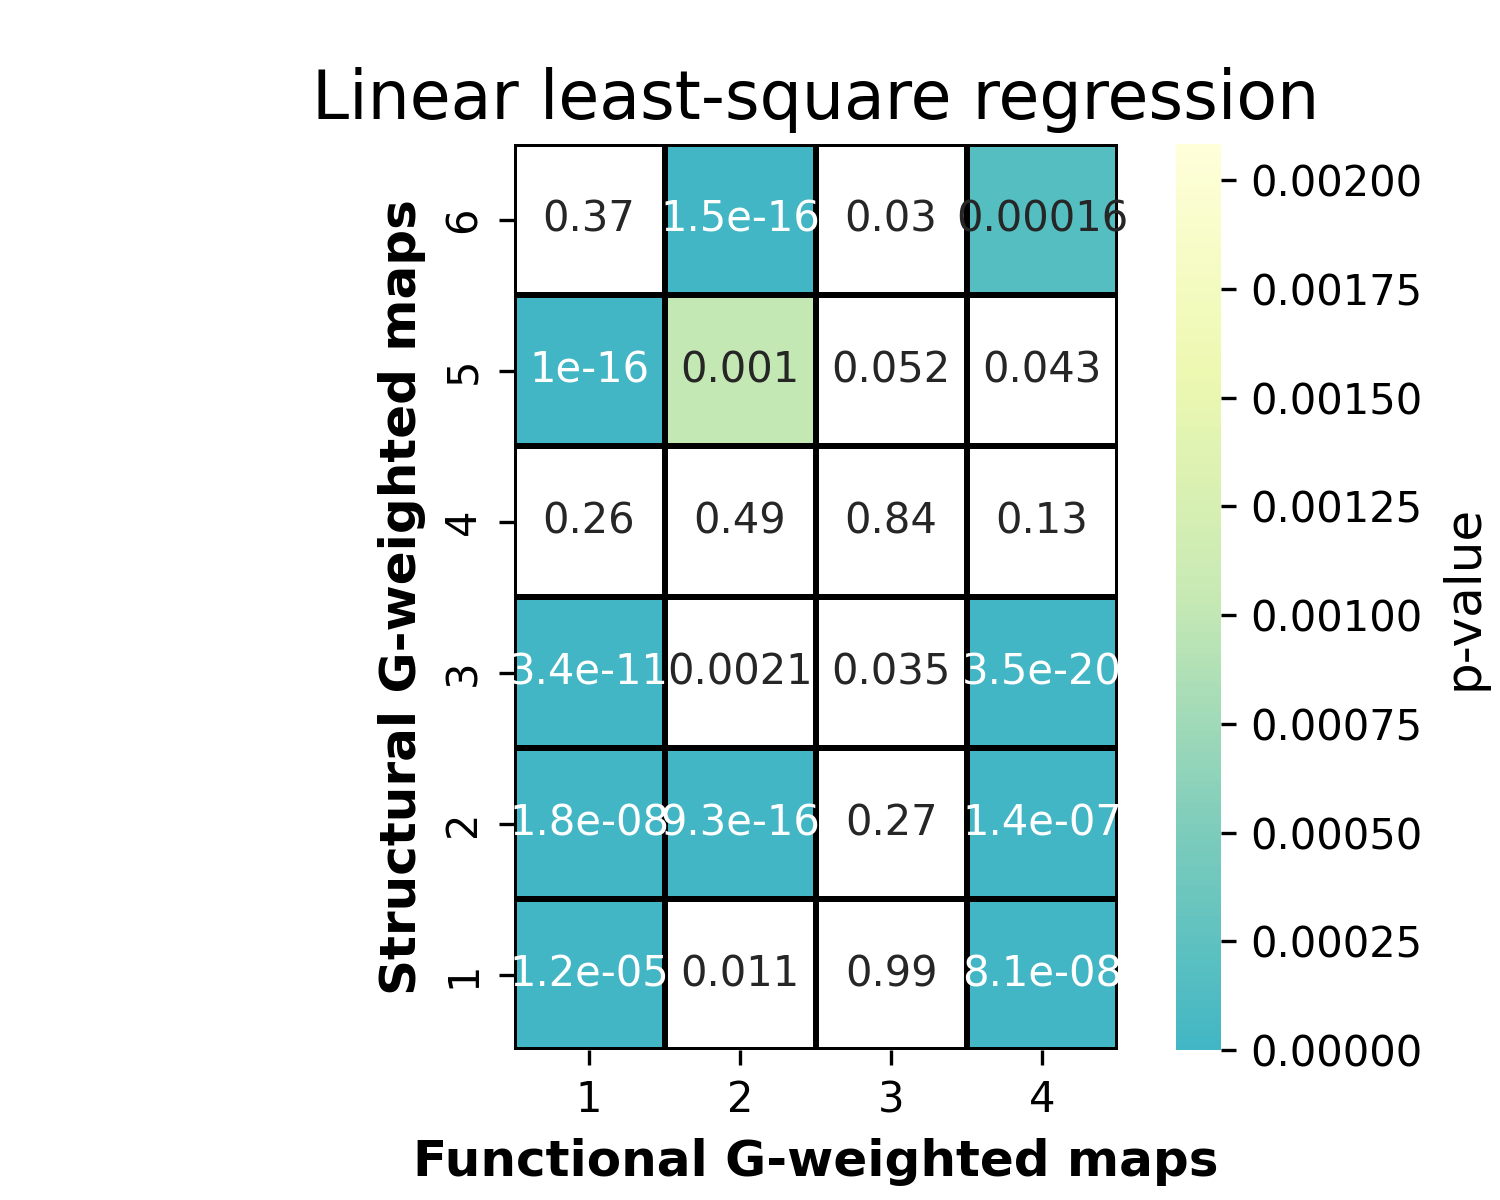 Linear least-square regression
Structural G-weighted maps
6 0.37 1.5e-16 0.03 0.00016
5 1e-16 0.001 0.052 0.043
4 0.26 0.49 0.84 0.13
3 3.4e-11 0.0021 0.035 3.5e-20
2 1.8e-08 9.3e-16 0.27 1.4e-07
1 1.2e-05 0.011 0.99 8.1e-08
1 2 3 4
Functional G-weighted maps
0.00200
0.00175
0.00150
0.00125
0.00100
0.00075
0.00050
0.00025
0.00000
p-value